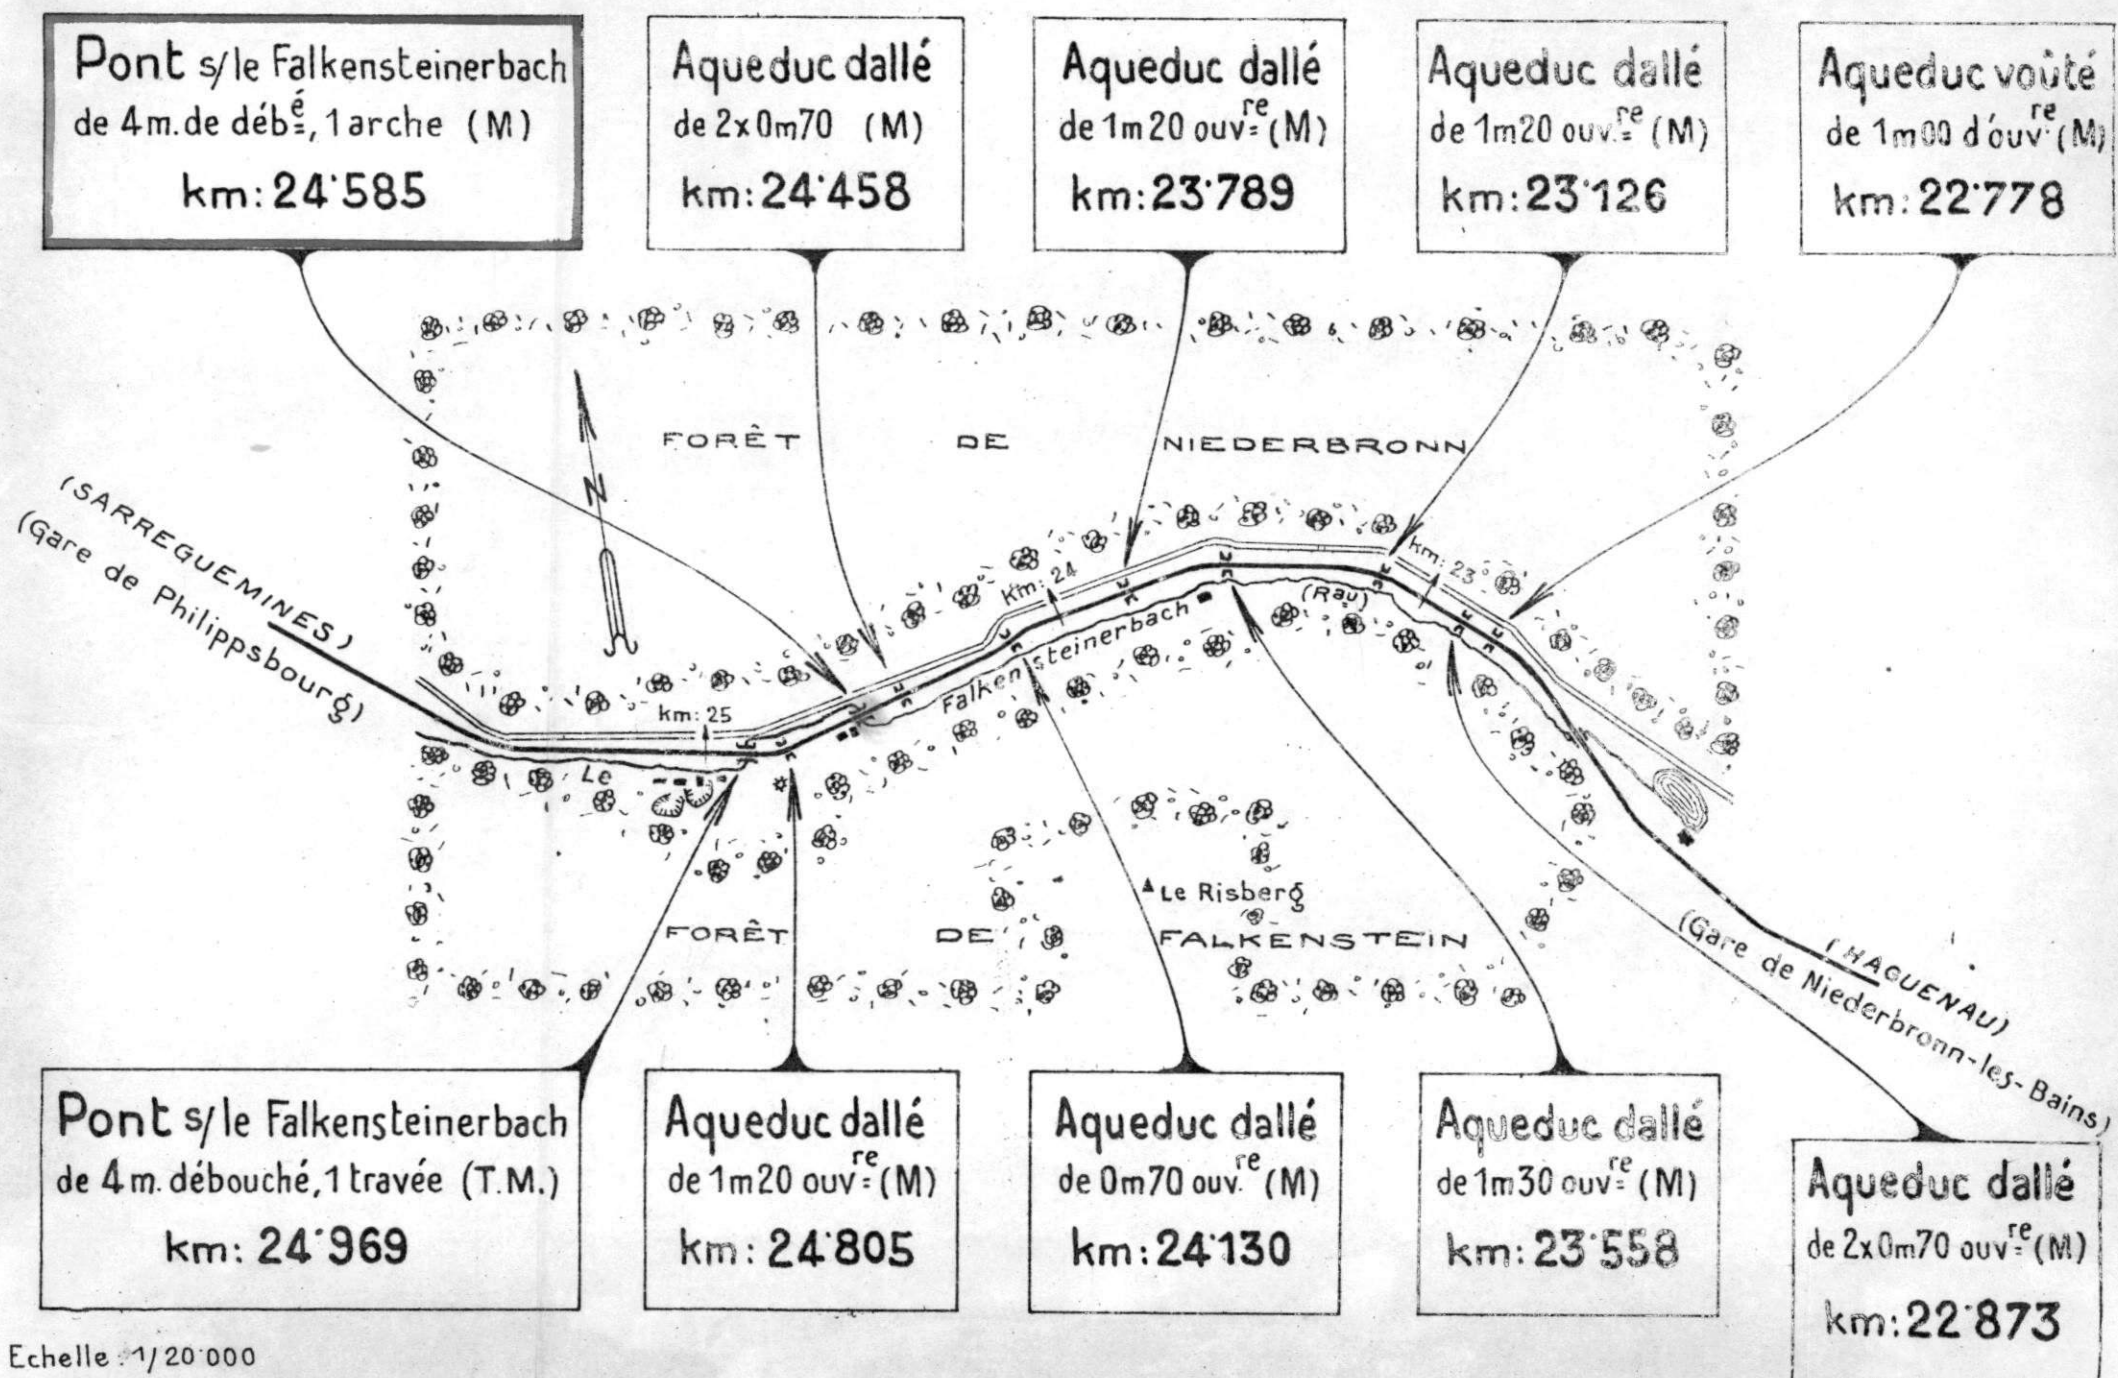 Pont s/le Falkensteinerbach
de 4m. de débé, 1 arche (M)
km: 24·585
Aqueduc dallé
de 2x0m70 (M)
km: 24·458
Aqueduc dallé
de 1m20 ouvre (M)
km: 23·789
Aqueduc dallé
de 1m20 ouv.re (M)
km: 23·126
Aqueduc voûté
de 1m00 d'ouvre (M)
km: 22·778
FORÊT DE NIEDERBRONN
N
(SARREGUEMINES)
(Gare de Philippsbourg)
km: 25
Km: 24
km: 23
Le Falkensteinerbach (Rau)
Le Risberg
FORÊT DE FALKENSTEIN
(HAGUENAU)
(Gare de Niederbronn-les-Bains)
Pont s/le Falkensteinerbach
de 4m. débouché, 1 travée (T.M.)
km: 24·969
Aqueduc dallé
de 1m20 ouvre (M)
km: 24·805
Aqueduc dallé
de 0m70 ouv.re (M)
km: 24·130
Aqueduc dallé
de 1m30 ouvre (M)
km: 23·558
Aqueduc dallé
de 2x0m70 ouvre (M)
km: 22·873
Echelle: 1/20·000